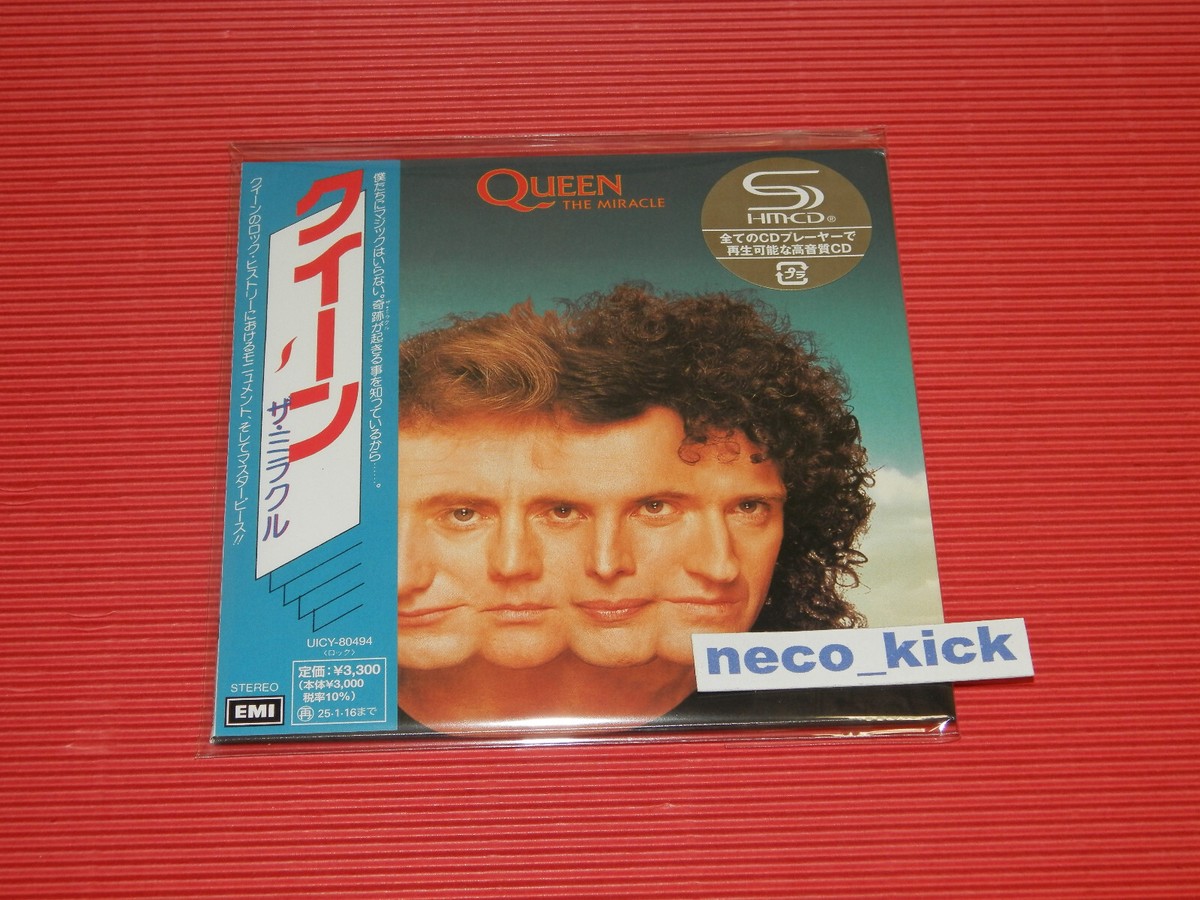 僕たちにマジックはいらない。奇跡が起きる事を知っているから……。
クイーン
ザ・ミラクル
クイーンのロック・ヒストリーにおけるモニュメント、そしてマスターピース!!
UICY-80494
〈ロック〉
定価:¥3,300
(本体¥3,000
税率10%)
再 25・1・16まで
STEREO
EMI
QUEEN
THE MIRACLE
SHM-CD®
全てのCDプレーヤーで
再生可能な高音質CD
プラ
neco_kick